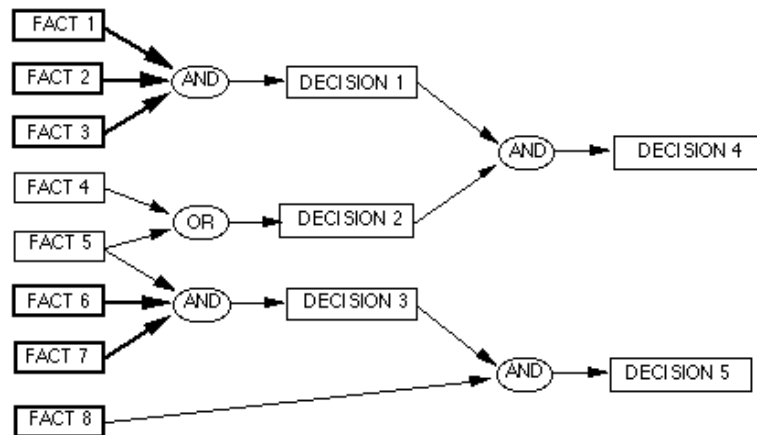 FACT 1
FACT 2
FACT 3
FACT 4
FACT 5
FACT 6
FACT 7
FACT 8
AND
OR
AND
DECISION 1
DECISION 2
DECISION 3
AND
AND
DECISION 4
DECISION 5